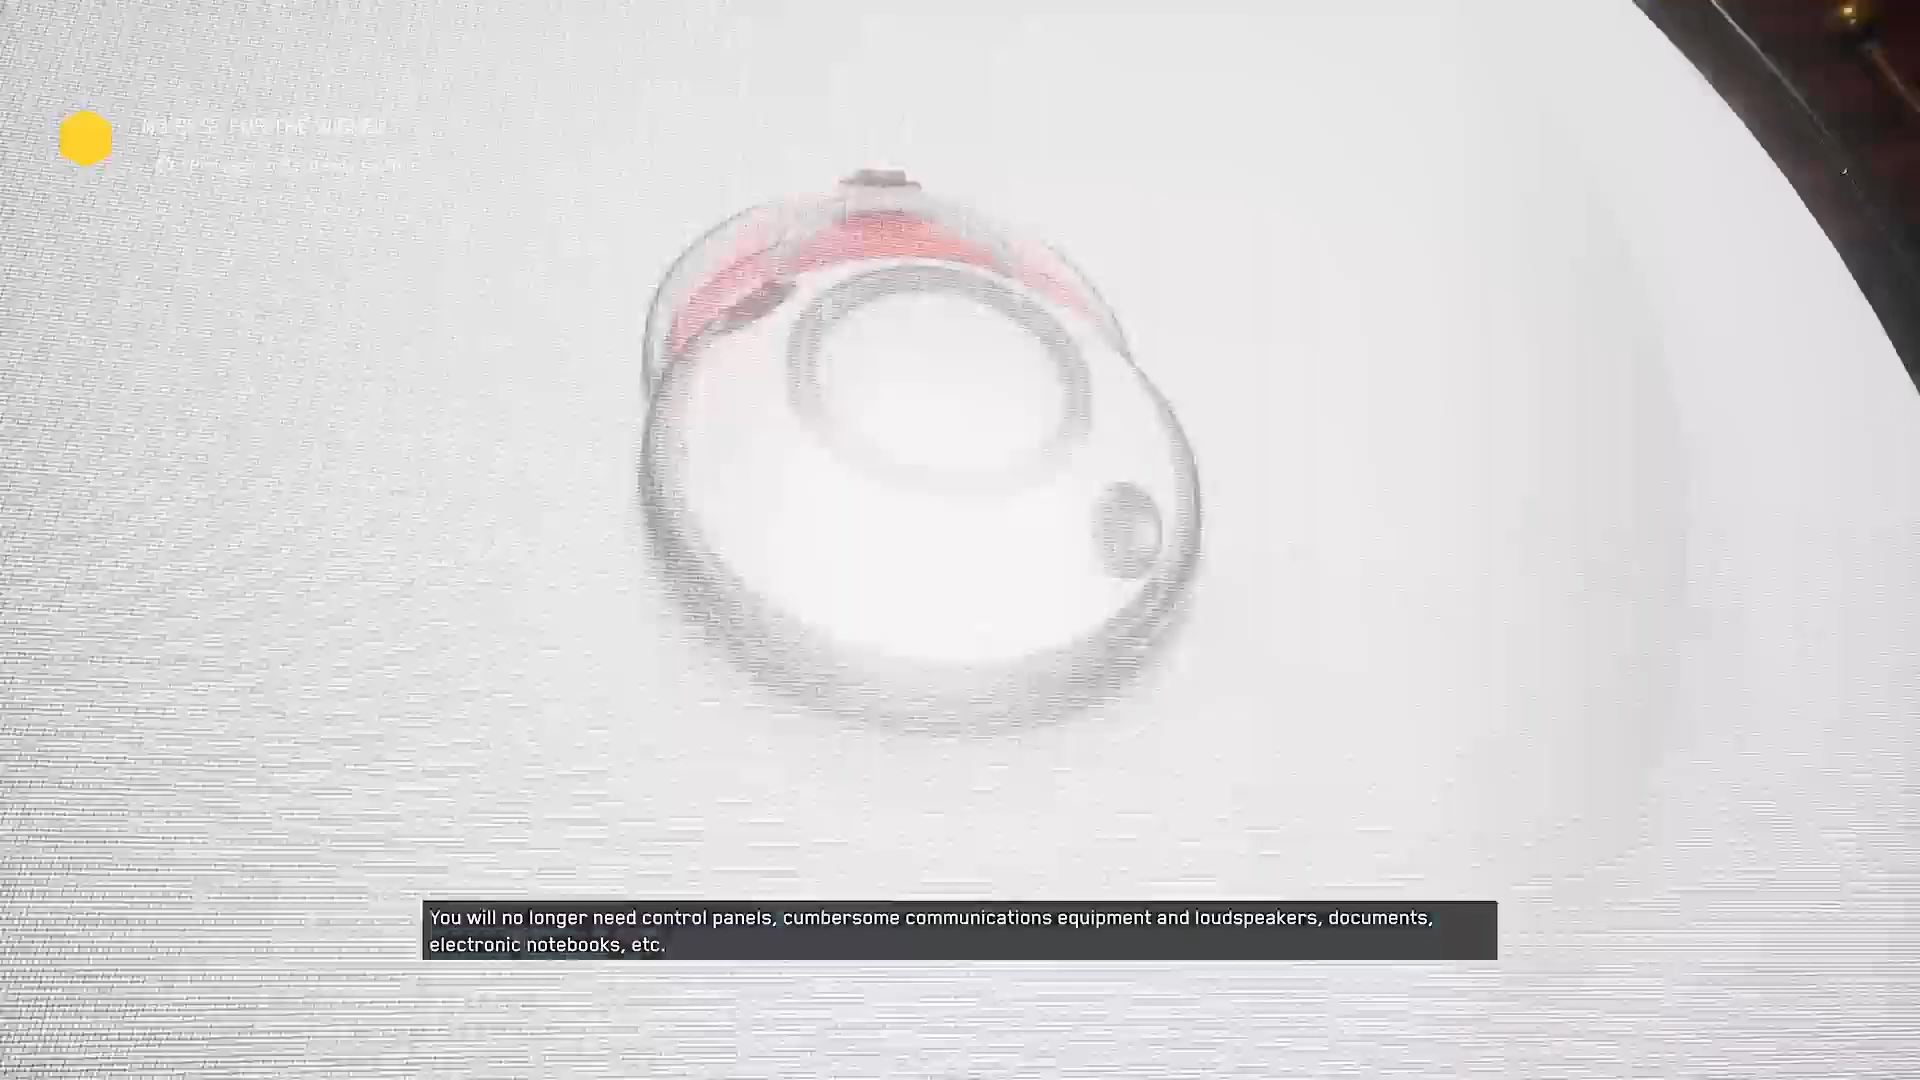 You will no longer need control panels, cumbersome communications equipment and loudspeakers, documents,
electronic notebooks, etc.